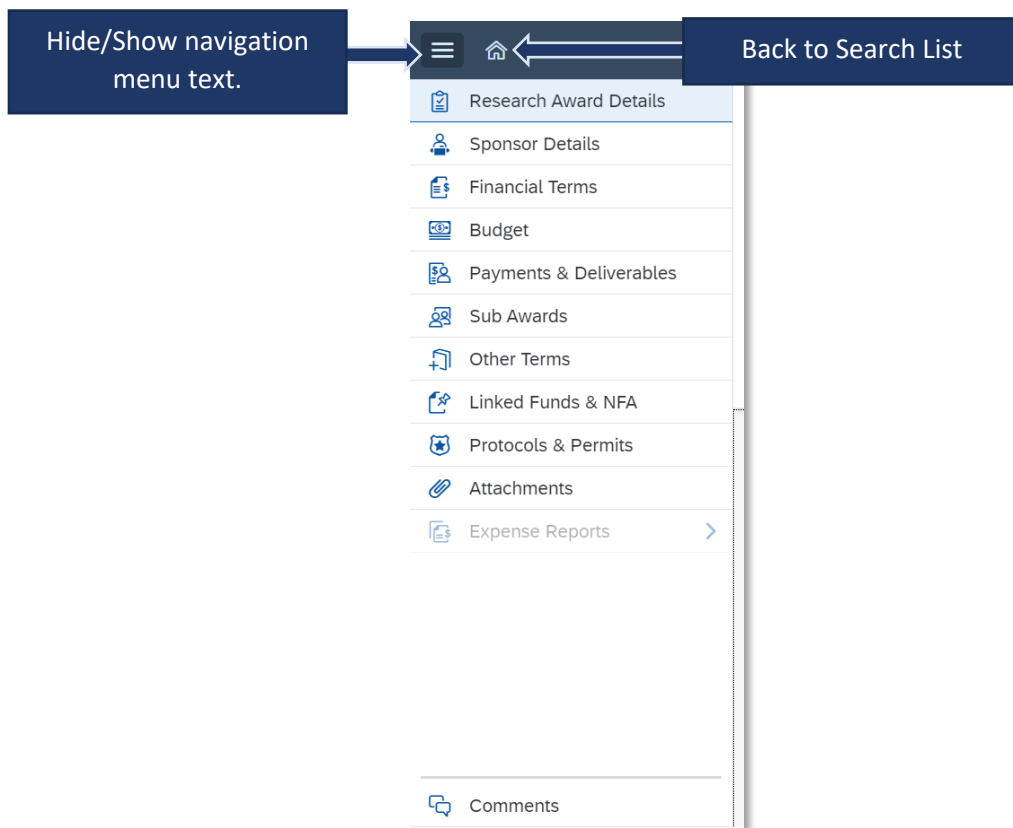 Hide/Show navigation
menu text.
Back to Search List
Research Award Details
Sponsor Details
Financial Terms
Budget
Payments & Deliverables
Sub Awards
Other Terms
Linked Funds & NFA
Protocols & Permits
Attachments
Expense Reports
Comments